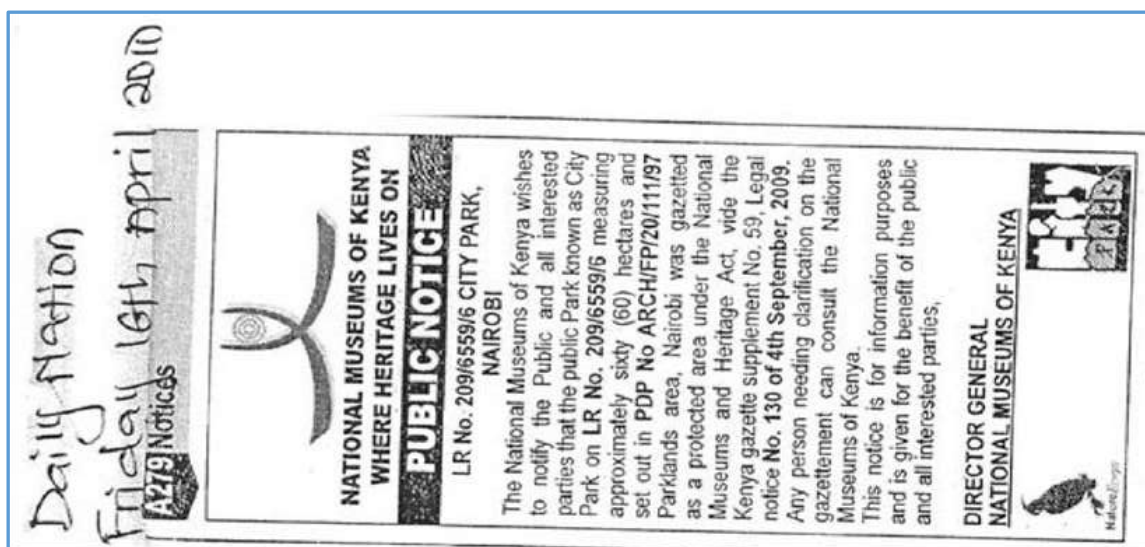 Dailly Nation
Friday 16th April 2010
A27/9 Notices
NATIONAL MUSEUMS OF KENYA
WHERE HERITAGE LIVES ON
PUBLIC NOTICE
LR No. 209/6559/6 CITY PARK,
NAIROBI
The National Museums of Kenya wishes
to notify the Public and all interested
parties that the public Park known as City
Park on LR No. 209/6559/6 measuring
approximately sixty (60) hectares and
set out in PDP No ARCH/FP/20/111/97
Parklands area, Nairobi was gazetted
as a protected area under the National
Museums and Heritage Act, vide the
Kenya gazette supplement No. 59, Legal
notice No. 130 of 4th September, 2009.
Any person needing clarification on the
gazettement can consult the National
Museums of Kenya.
This notice is for information purposes
and is given for the benefit of the public
and all interested parties,
DIRECTOR GENERAL
NATIONAL MUSEUMS OF KENYA